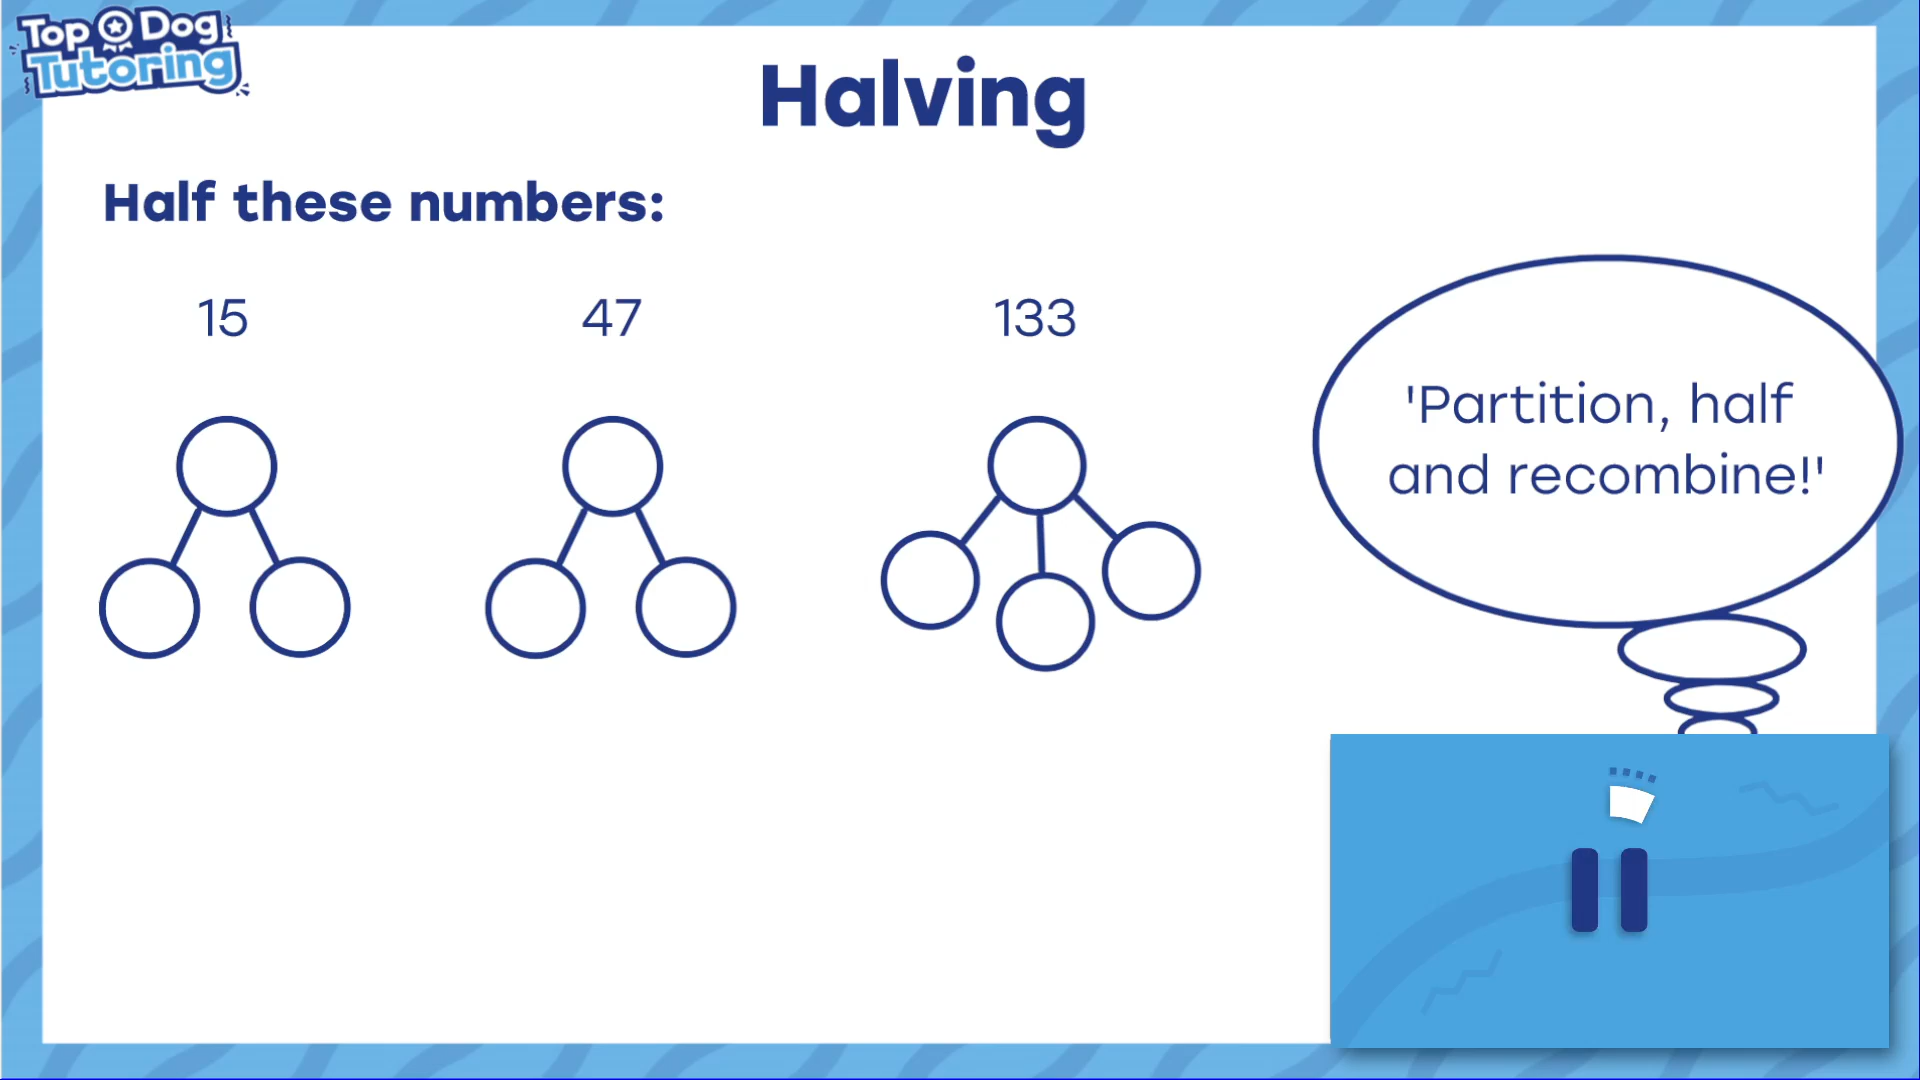 Top Dog
Tutoring
Halving
Half these numbers:
15 47 133
'Partition, half
and recombine!'